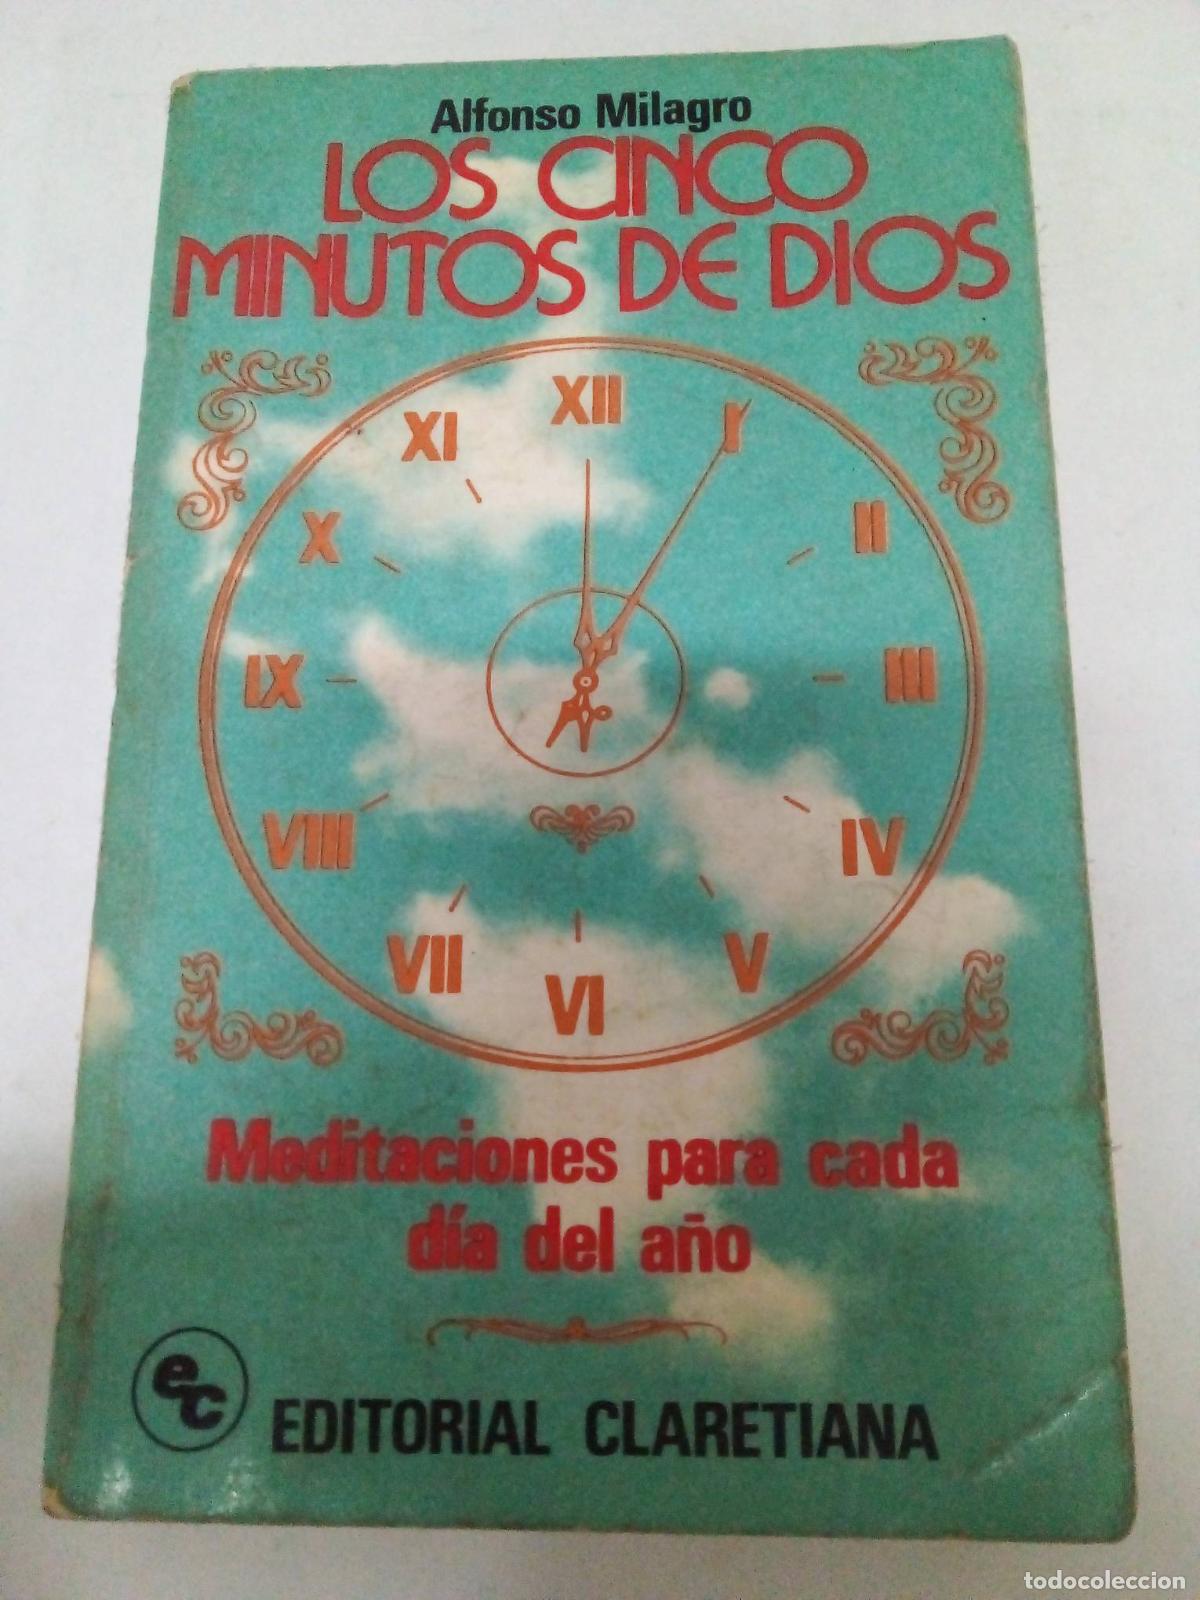 Alfonso Milagro
LOS CINCO
MINUTOS DE DIOS
XII
XI
I
X
II
IX
III
VIII
IV
VII
V
VI
Meditaciones para cada
día del año
ec
EDITORIAL CLARETIANA
todocoleccion